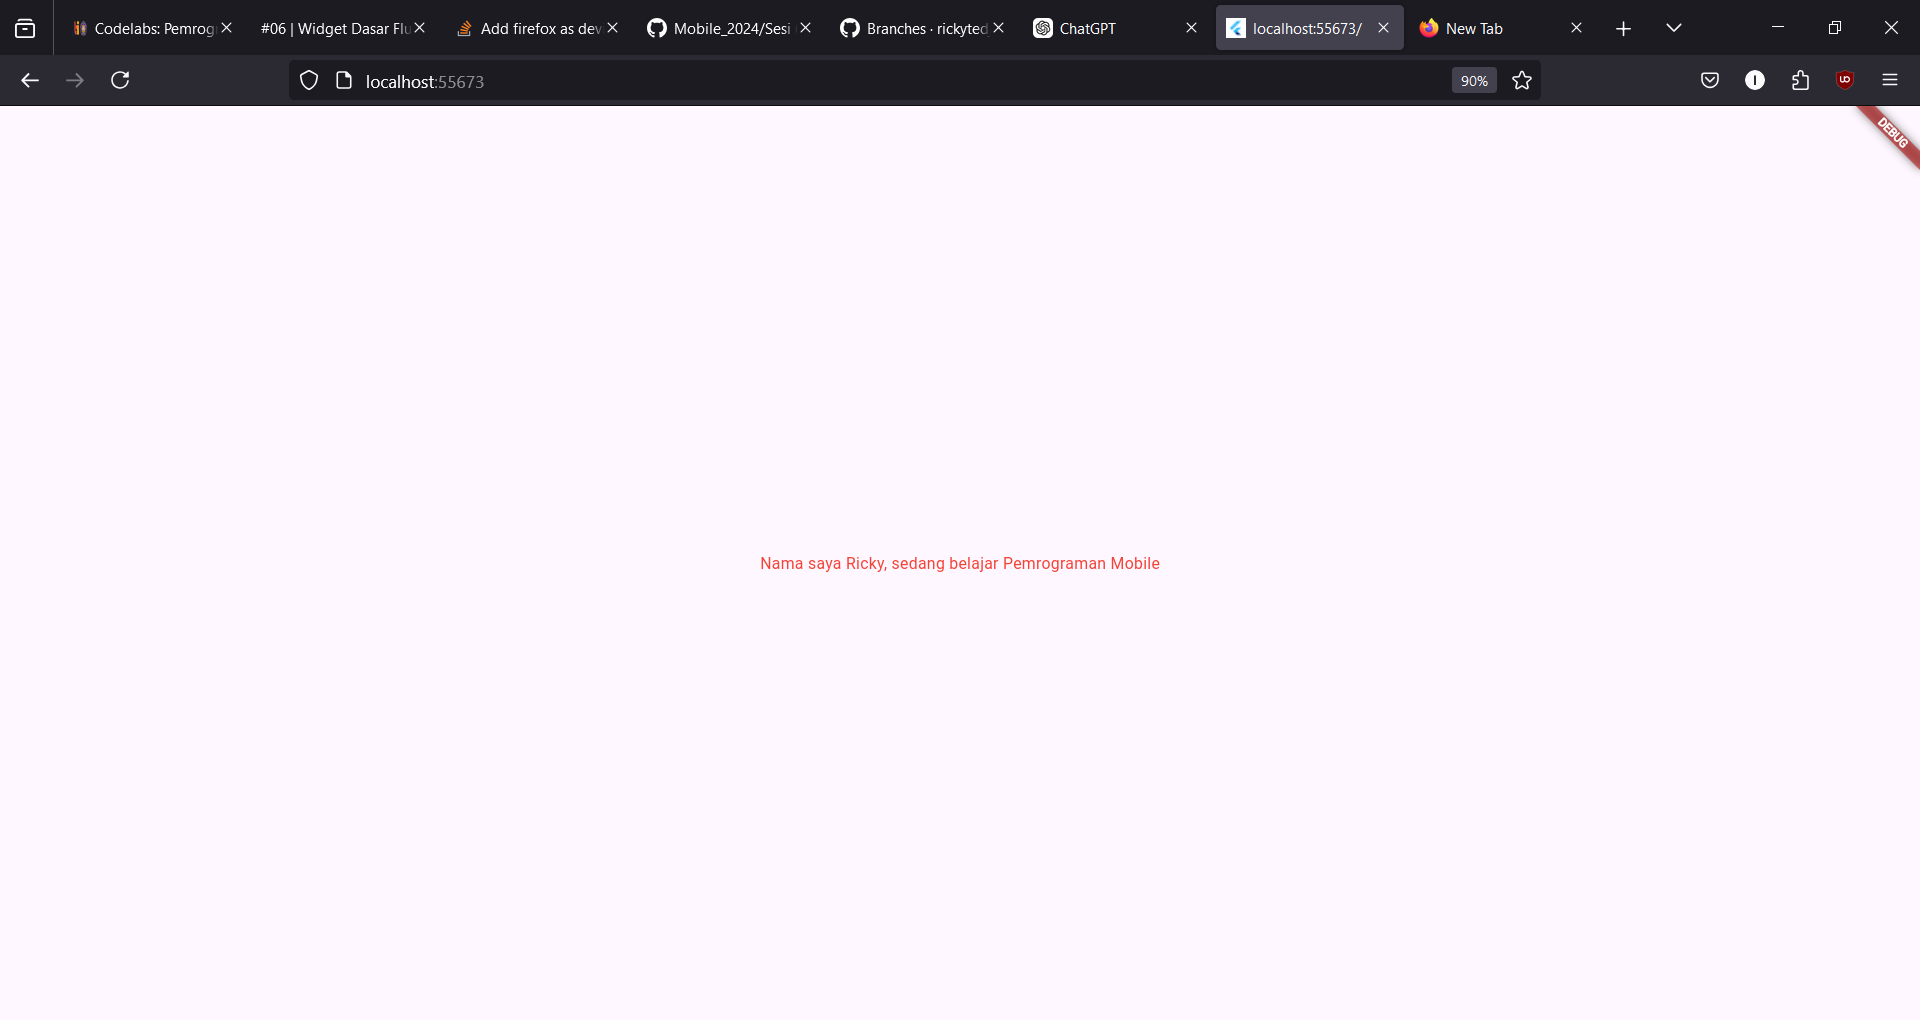 Codelabs: Pemrog
#06 | Widget Dasar Flu
Add firefox as dev
Mobile_2024/Sesi
Branches · rickyted
ChatGPT
localhost:55673/
New Tab
localhost:55673
90%
DEBUG
Nama saya Ricky, sedang belajar Pemrograman Mobile